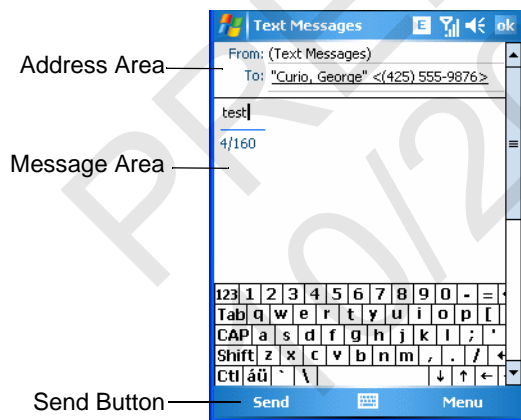 Text Messages E ok
From: (Text Messages)
Address Area
To: "Curio, George" <(425) 555-9876>
test
4/160
Message Area
123 1 2 3 4 5 6 7 8 9 0 - =
Tab q w e r t y u i o p [
CAP a s d f g h j k l ; '
Shift z x c v b n m , . /
Ctl áü ` \ ↓ ↑ ←
Send Button
Send Menu